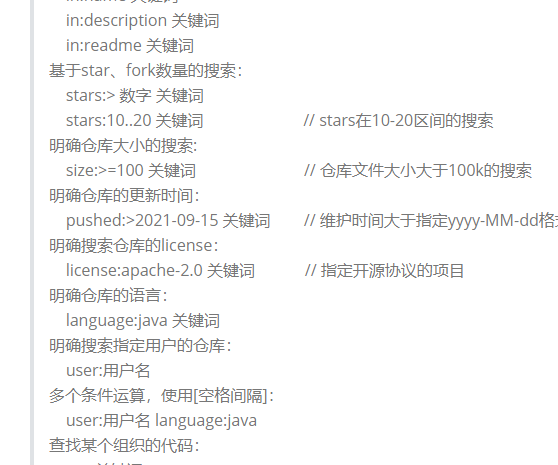 in:description 关键词
in:readme 关键词
基于star、fork数量的搜索：
stars:> 数字 关键词
stars:10..20 关键词 // stars在10-20区间的搜索
明确仓库大小的搜索:
size:>=100 关键词 // 仓库文件大小大于100k的搜索
明确仓库的更新时间：
pushed:>2021-09-15 关键词 // 维护时间大于指定yyyy-MM-dd格式
明确搜索仓库的license：
license:apache-2.0 关键词 // 指定开源协议的项目
明确仓库的语言：
language:java 关键词
明确搜索指定用户的仓库：
user:用户名
多个条件运算，使用[空格间隔]：
user:用户名 language:java
查找某个组织的代码：